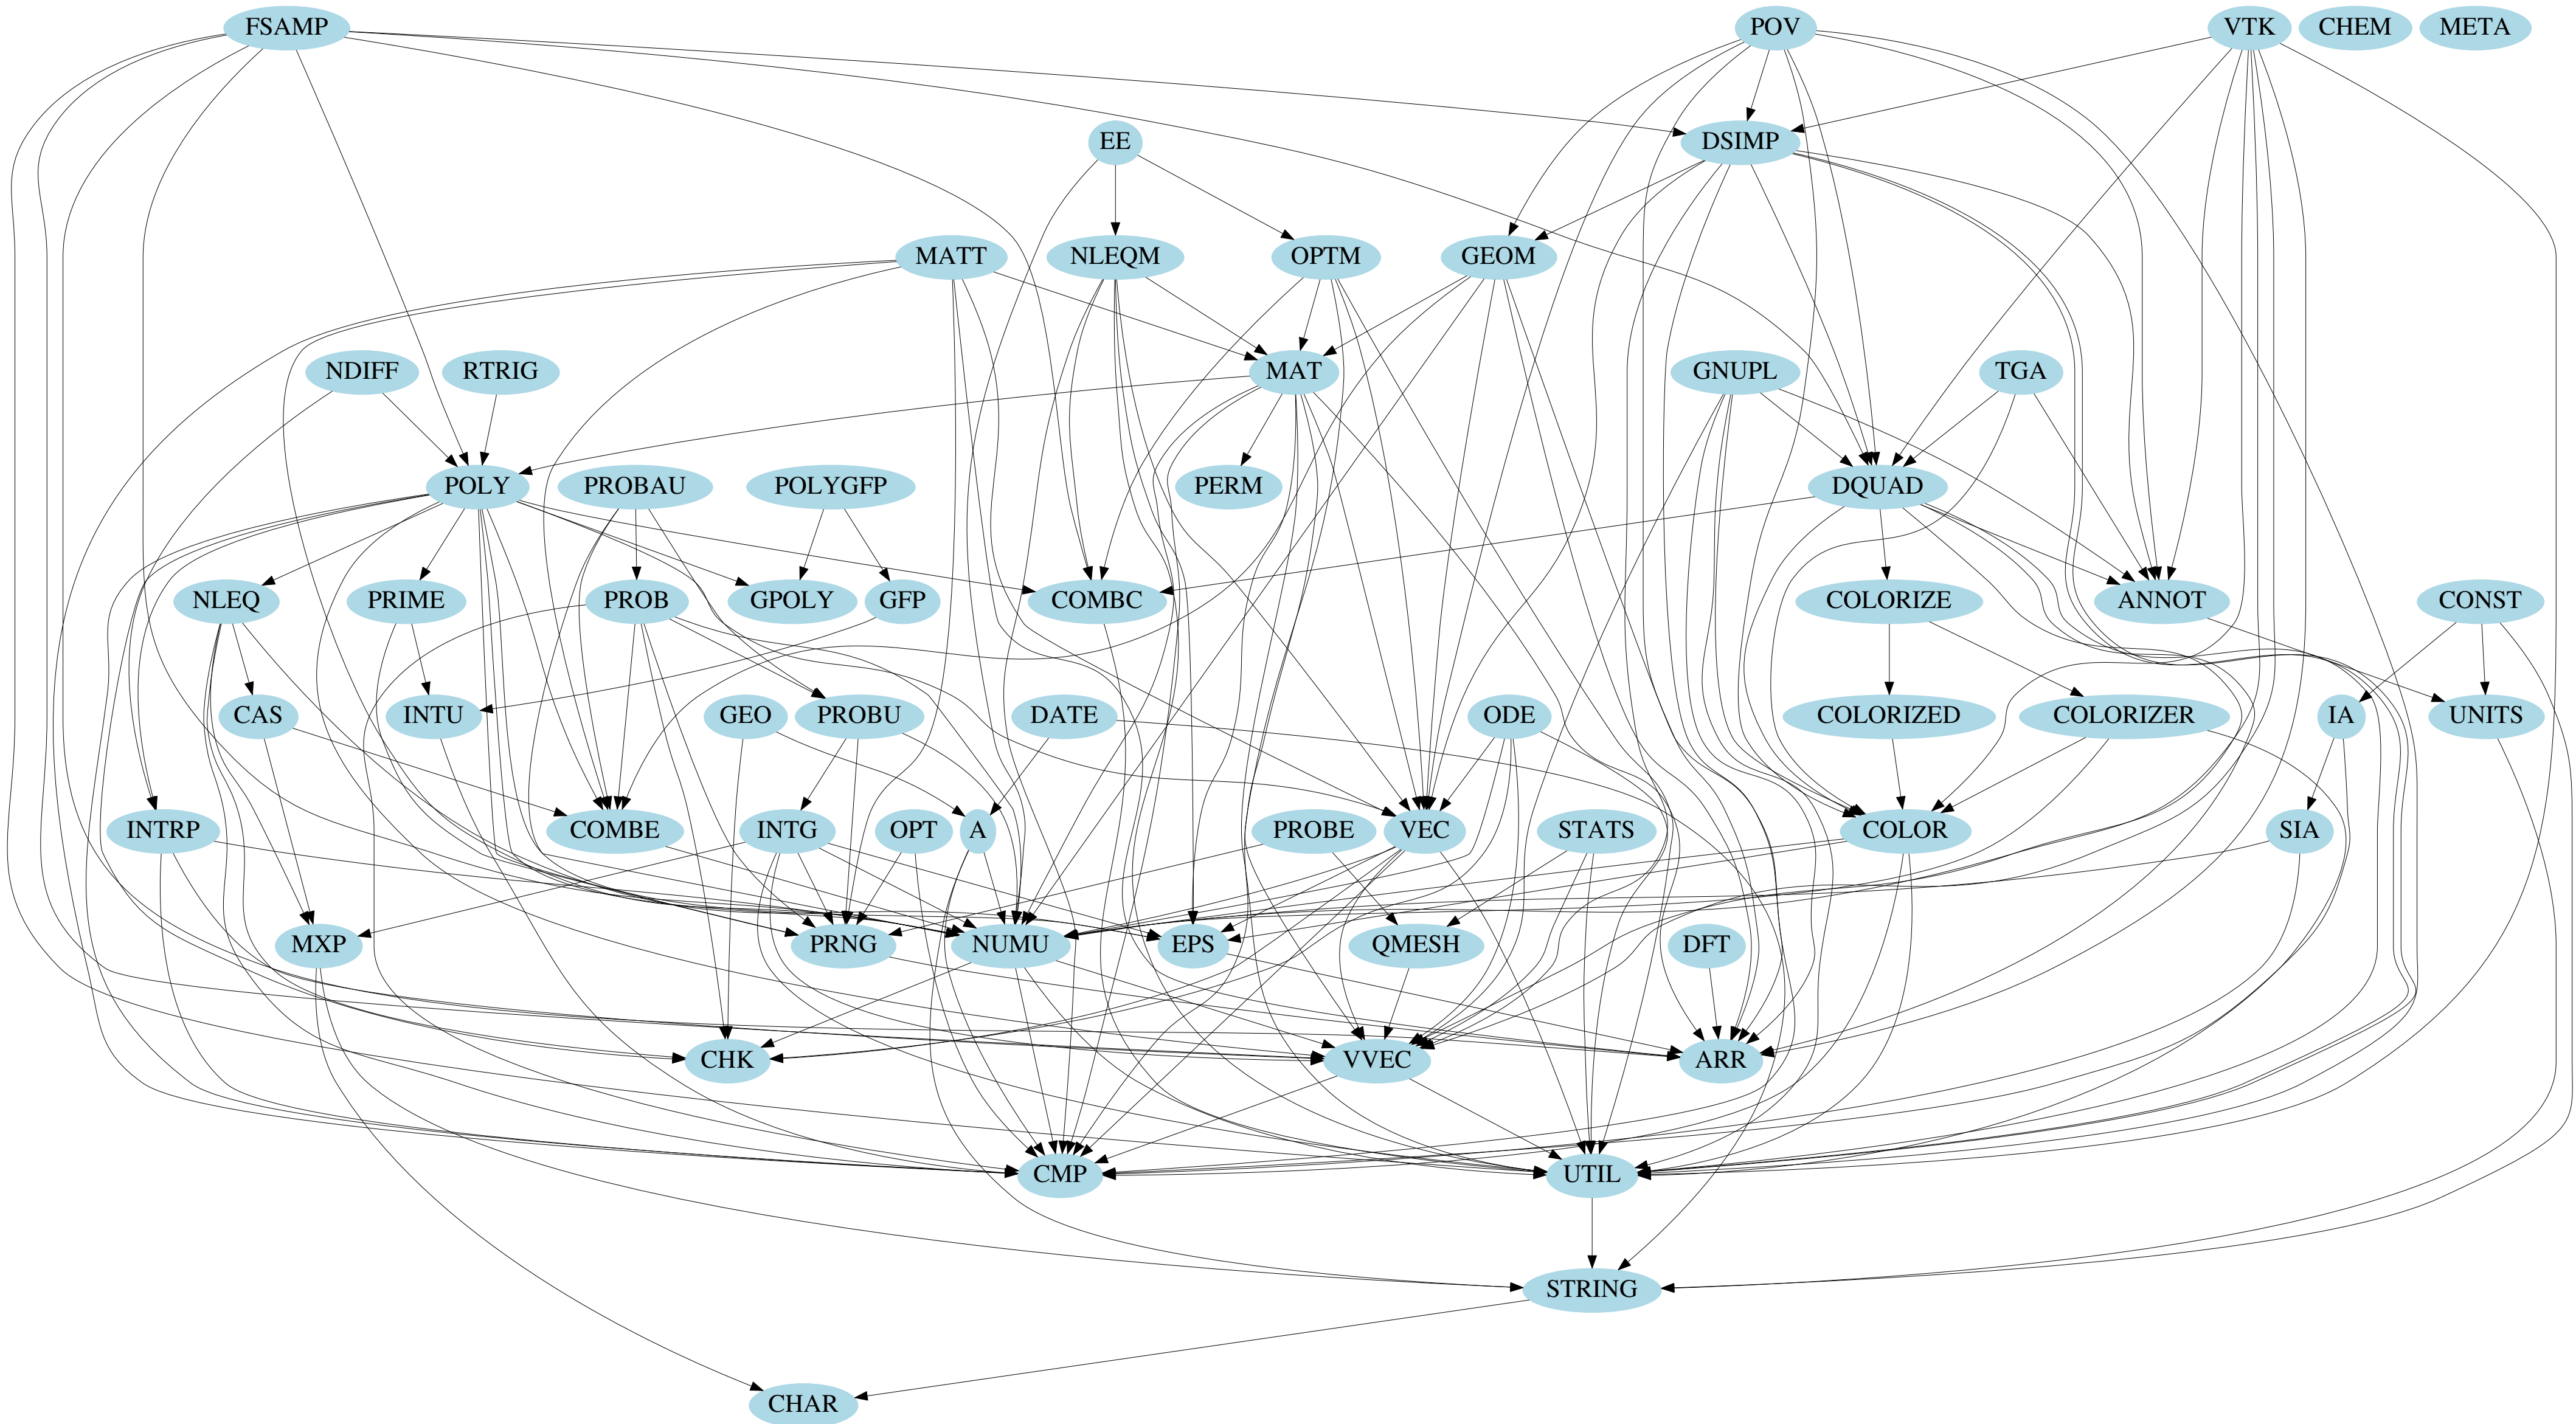 FSAMP POV VTK CHEM META
EE DSIMP
MATT NLEQM OPTM GEOM
NDIFF RTRIG MAT GNUPL TGA
POLY PROBAU POLYGFP PERM DQUAD
NLEQ PRIME PROB GPOLY GFP COMBC COLORIZE ANNOT CONST
CAS INTU GEO PROBU DATE ODE COLORIZED COLORIZER IA UNITS
INTRP COMBE INTG OPT A PROBE VEC STATS COLOR SIA
MXP PRNG NUMU EPS QMESH DFT
CHK VVEC ARR
CMP UTIL
STRING
CHAR